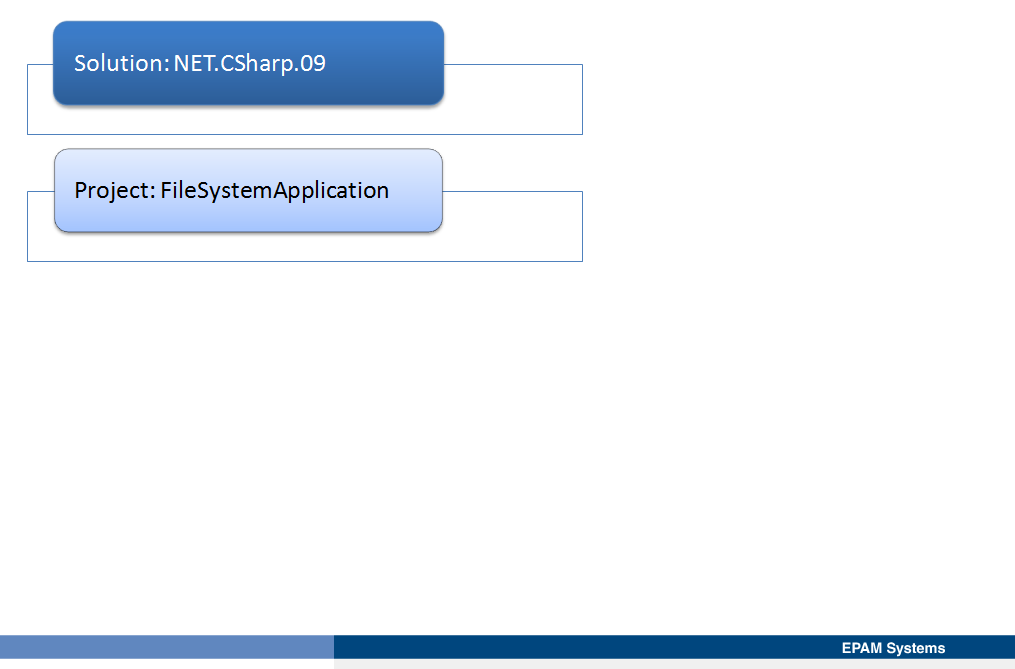 Solution: NET.CSharp.09
Project: FileSystemApplication
EPAM Systems